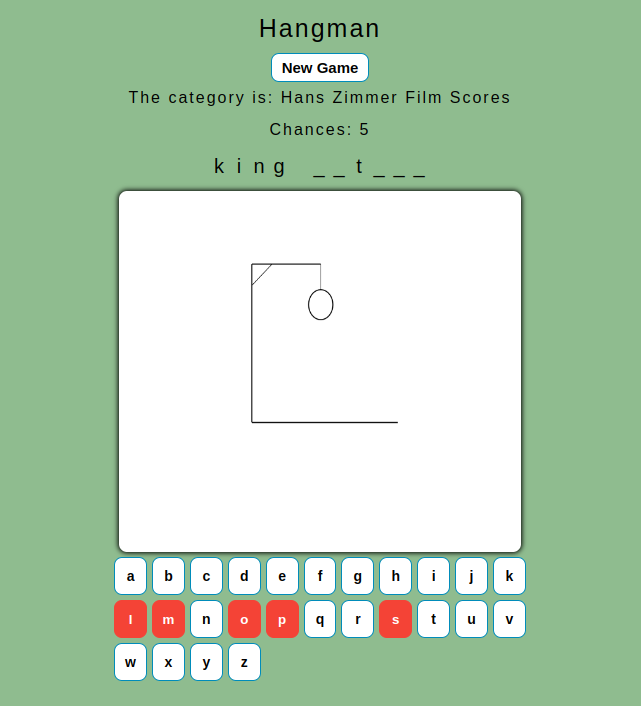 Hangman
New Game
The category is: Hans Zimmer Film Scores
Chances: 5
k i n g _ _ t _ _ _
a b c d e f g h i j k
l m n o p q r s t u v
w x y z